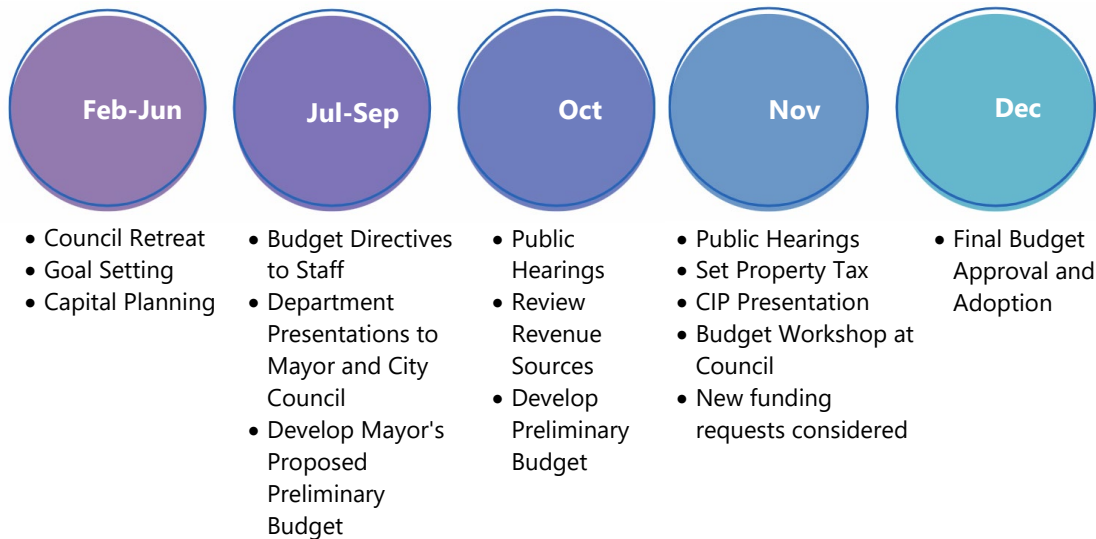 Feb-Jun
• Council Retreat
• Goal Setting
• Capital Planning
Jul-Sep
• Budget Directives
to Staff
• Department
Presentations to
Mayor and City
Council
• Develop Mayor's
Proposed
Preliminary
Budget
Oct
• Public
Hearings
• Review
Revenue
Sources
• Develop
Preliminary
Budget
Nov
• Public Hearings
• Set Property Tax
• CIP Presentation
• Budget Workshop at
Council
• New funding
requests considered
Dec
• Final Budget
Approval and
Adoption